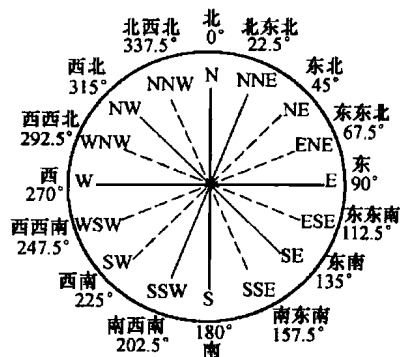 北
0°
北西北
337.5°
北东北
22.5°
西北
315°
东北
45°
NNW
N
NNE
NW
NE
西西北
292.5°
东东北
67.5°
WNW
ENE
西
270°
W
E
东
90°
WSW
ESE
西西南
247.5°
东东南
112.5°
SW
SE
西南
225°
东南
135°
SSW
S
SSE
南西南
202.5°
180°
南
南东南
157.5°